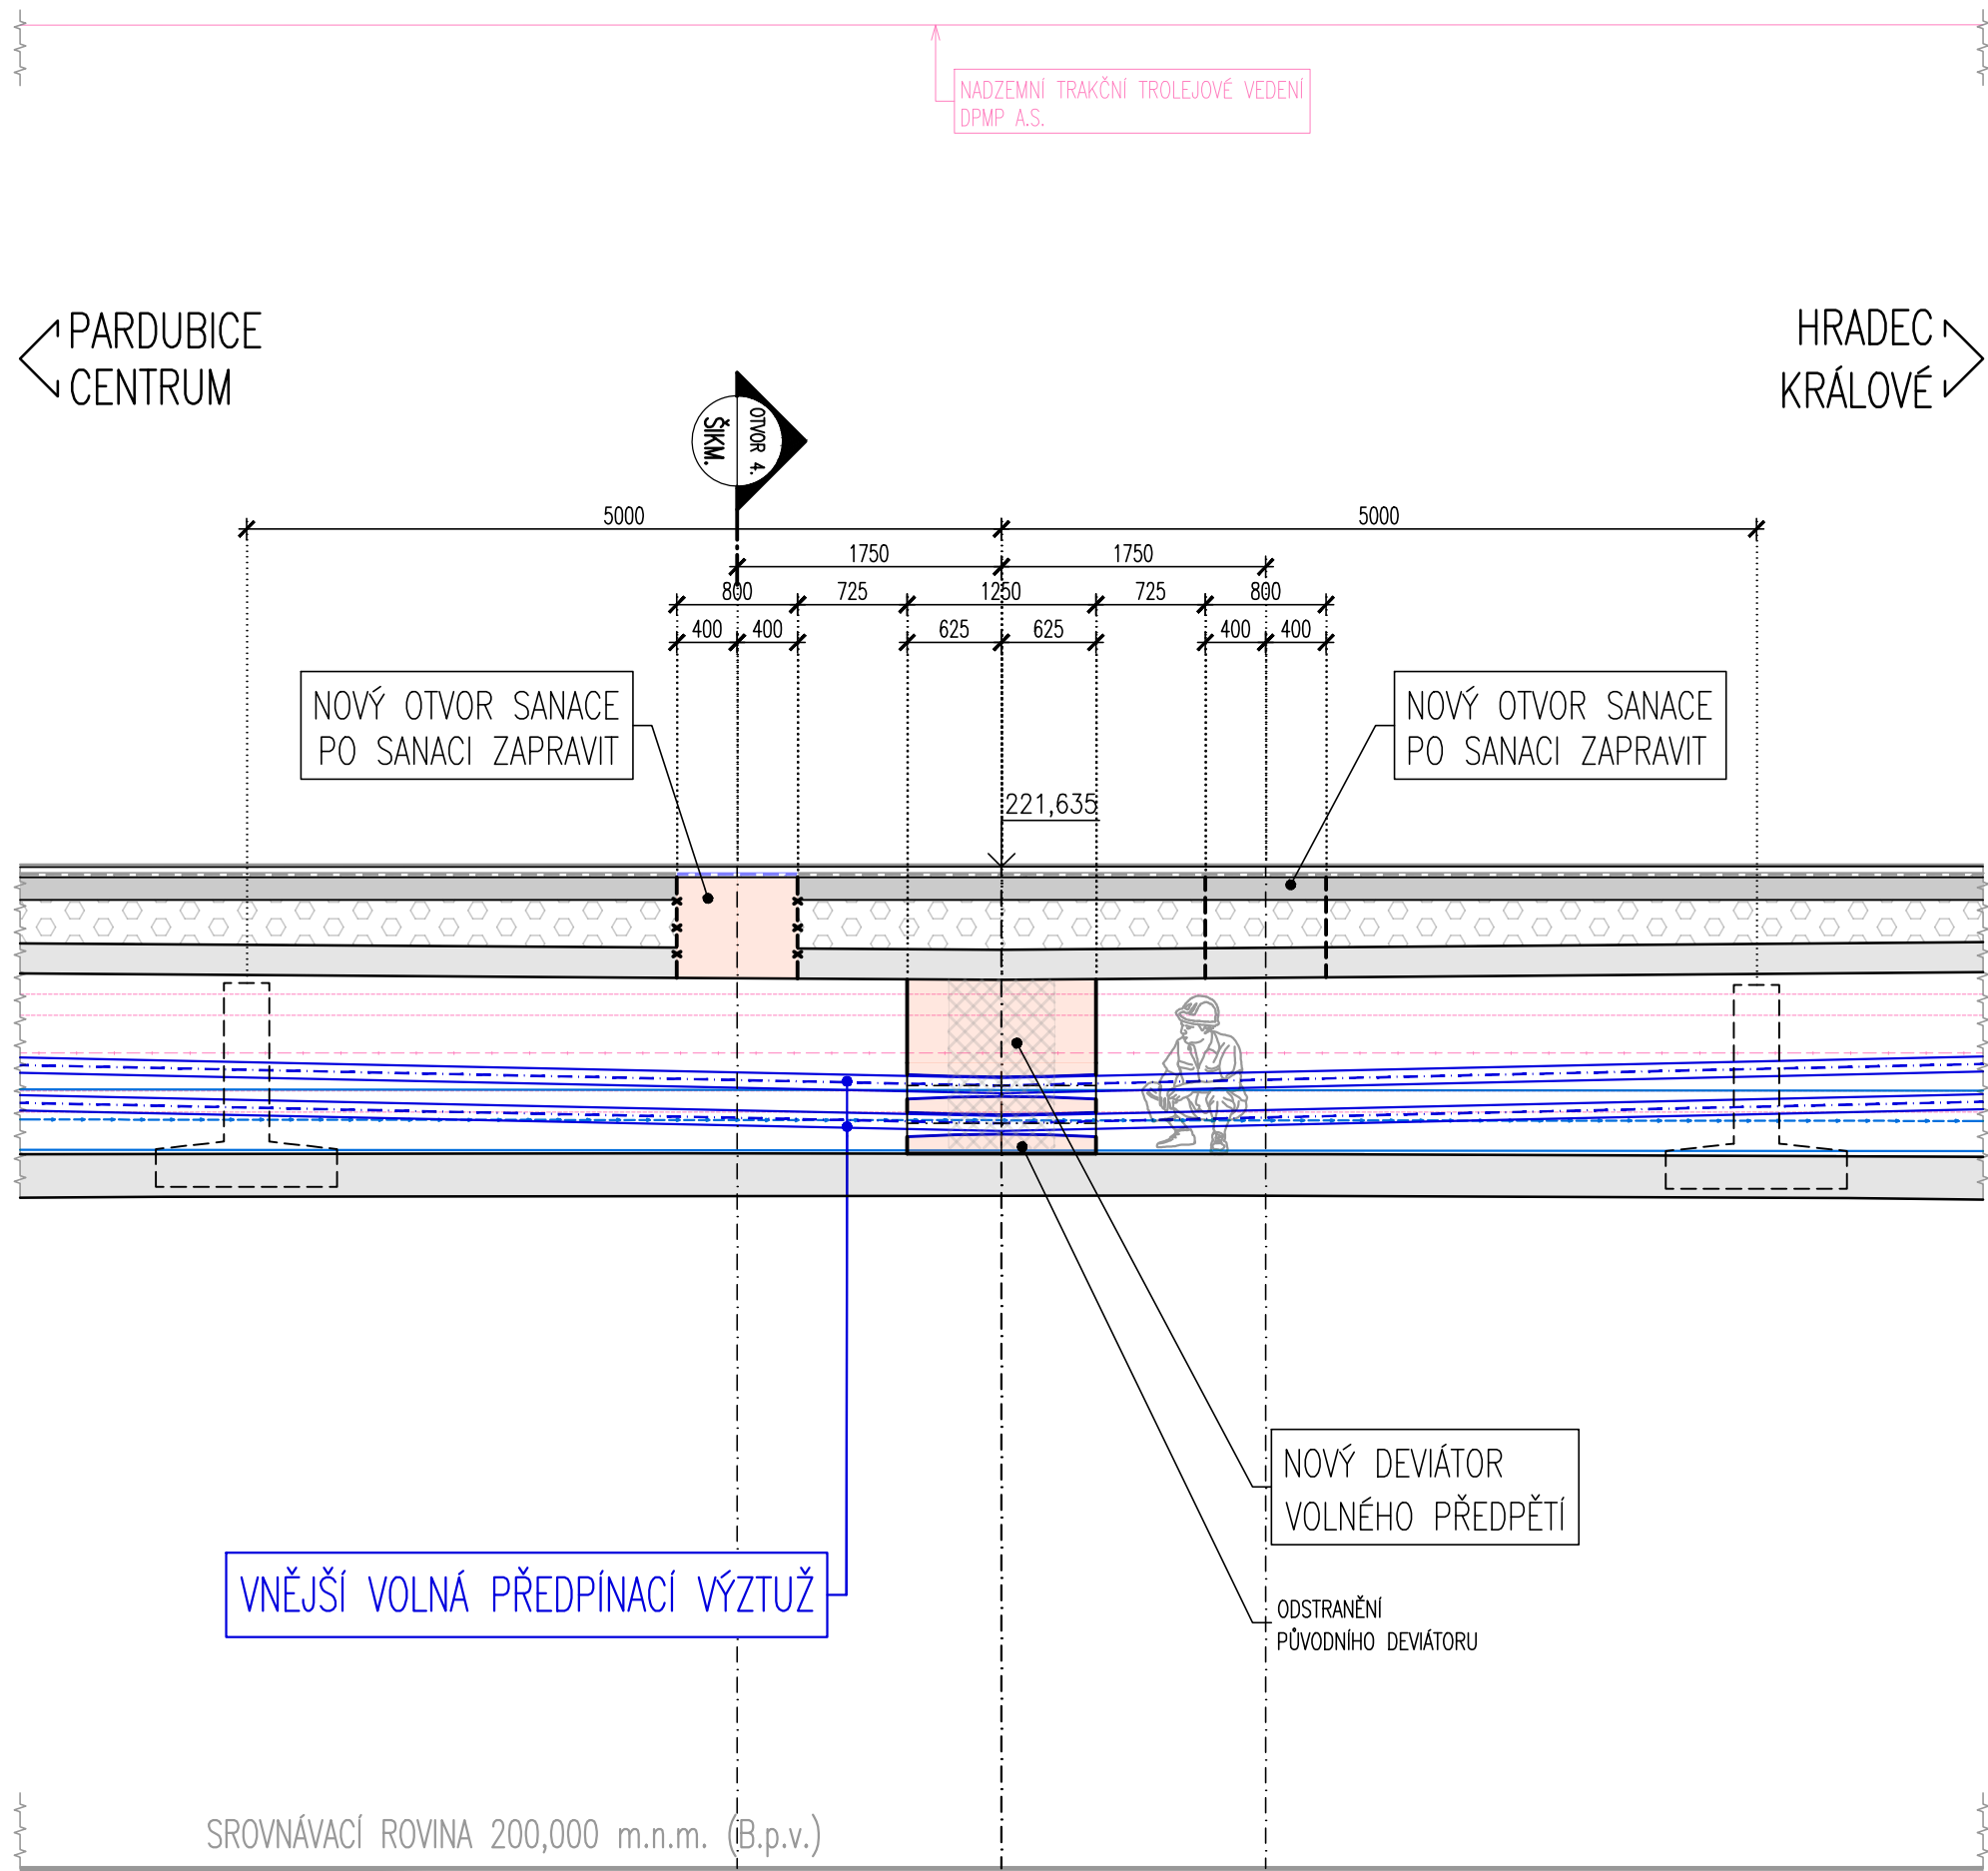 NADZEMNÍ TRAKČNÍ TROLEJOVÉ VEDENÍ
DPMP A.S.
PARDUBICE
CENTRUM
HRADEC
KRÁLOVÉ
OTVOR 4.
ŠIKM.
5000
5000
1750
1750
800
725
1250
725
800
400
400
625
625
400
400
NOVÝ OTVOR SANACE
PO SANACI ZAPRAVIT
NOVÝ OTVOR SANACE
PO SANACI ZAPRAVIT
221,635
NOVÝ DEVIÁTOR
VOLNÉHO PŘEDPĚTÍ
VNĚJŠÍ VOLNÁ PŘEDPÍNACÍ VÝZTUŽ
ODSTRANĚNÍ
PŮVODNÍHO DEVIÁTORU
SROVNÁVACÍ ROVINA 200,000 m.n.m. (B.p.v.)